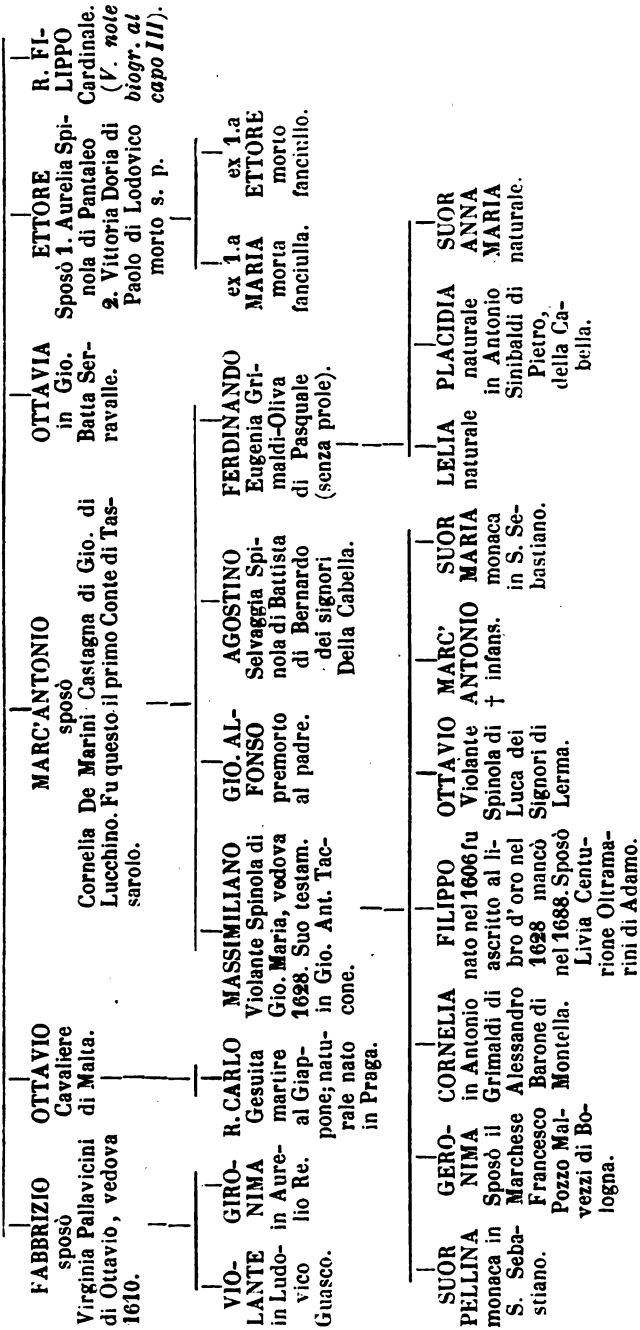 FABBRIZIO
sposò
Virginia Pallavicini
di Ottavio, vedova
1610.
OTTAVIO
Cavaliere
di Malta.
MARC'ANTONIO
sposò
Cornelia De Marini Castagna di Gio. di
Lucchino. Fu questo il primo Conte di Tas-
sarolo.
OTTAVIA
in Gio.
Batta Ser-
ravalle.
ETTORE
Sposò 1. Aurelia Spi-
nola di Pantaleo
2. Vittoria Doria di
Paolo di Lodovico
morto s. p.
R. FI-
LIPPO
Cardinale.
(V. note
biogr. al
capo III).
VIO-
LANTE
in Ludo-
vico
Guasco.
GIRO-
NIMA
in Aure-
lio Re.
R. CARLO
Gesuita
martire
al Giap-
pone; natu-
rale nato
in Praga.
MASSIMILIANO
Violante Spinola di
Gio. Maria, vedova
1628. Suo testam.
in Gio. Ant. Tac-
cone.
GIO. AL-
FONSO
premorto
al padre.
AGOSTINO
Selvaggia Spi-
nola di Battista
di Bernardo
dei signori
Della Cabella.
FERDINANDO
Eugenia Gri-
maldi-Oliva
di Pasquale
(senza prole).
ex 1.a
MARIA
morta
fanciulla.
ex 1.a
ETTORE
morto
fanciullo.
SUOR
PELLINA
monaca in
S. Seba-
stiano.
GERO-
NIMA
Sposò il
Marchese
Francesco
Pozzo Mal-
vezzi di Bo-
logna.
CORNELIA
in Antonio
Grimaldi di
Alessandro
Barone di
Montella.
FILIPPO
nato nel 1606 fu
ascritto al li-
bro d'oro nel
1628 mancò
nel 1688. Sposò
Livia Centu-
rione Oltrama-
rini di Adamo.
OTTAVIO
Violante
Spinola di
Luca dei
Signori di
Lerma.
MARC'
ANTONIO
† infans.
SUOR
MARIA
monaca
in S. Se-
bastiano.
LELIA
naturale
PLACIDIA
naturale
in Antonio
Sinibaldi di
Pietro,
della Ca-
bella.
SUOR
ANNA
MARIA
naturale.